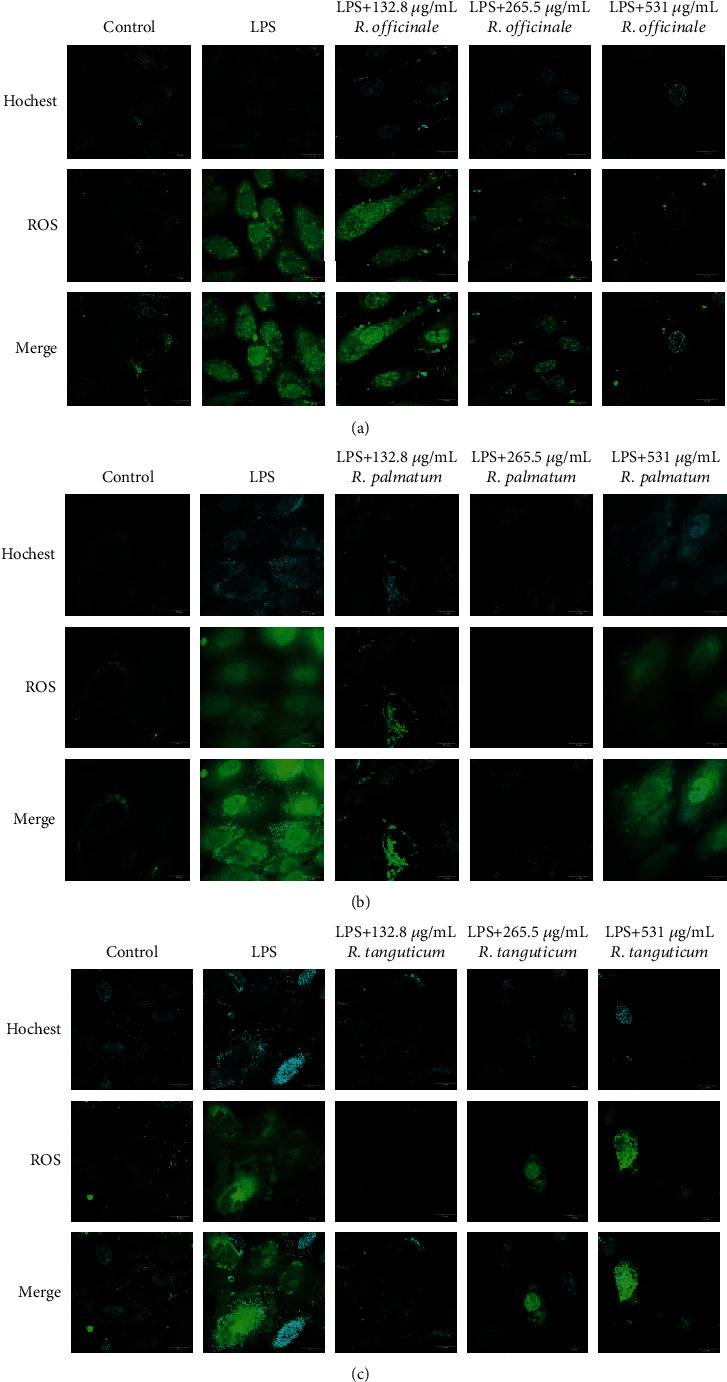 Control
LPS
LPS+132.8 μg/mL
R. officinale
LPS+265.5 μg/mL
R. officinale
LPS+531 μg/mL
R. officinale
Hochest
ROS
Merge
(a)
Control
LPS
LPS+132.8 μg/mL
R. palmatum
LPS+265.5 μg/mL
R. palmatum
LPS+531 μg/mL
R. palmatum
Hochest
ROS
Merge
(b)
Control
LPS
LPS+132.8 μg/mL
R. tanguticum
LPS+265.5 μg/mL
R. tanguticum
LPS+531 μg/mL
R. tanguticum
Hochest
ROS
Merge
(c)